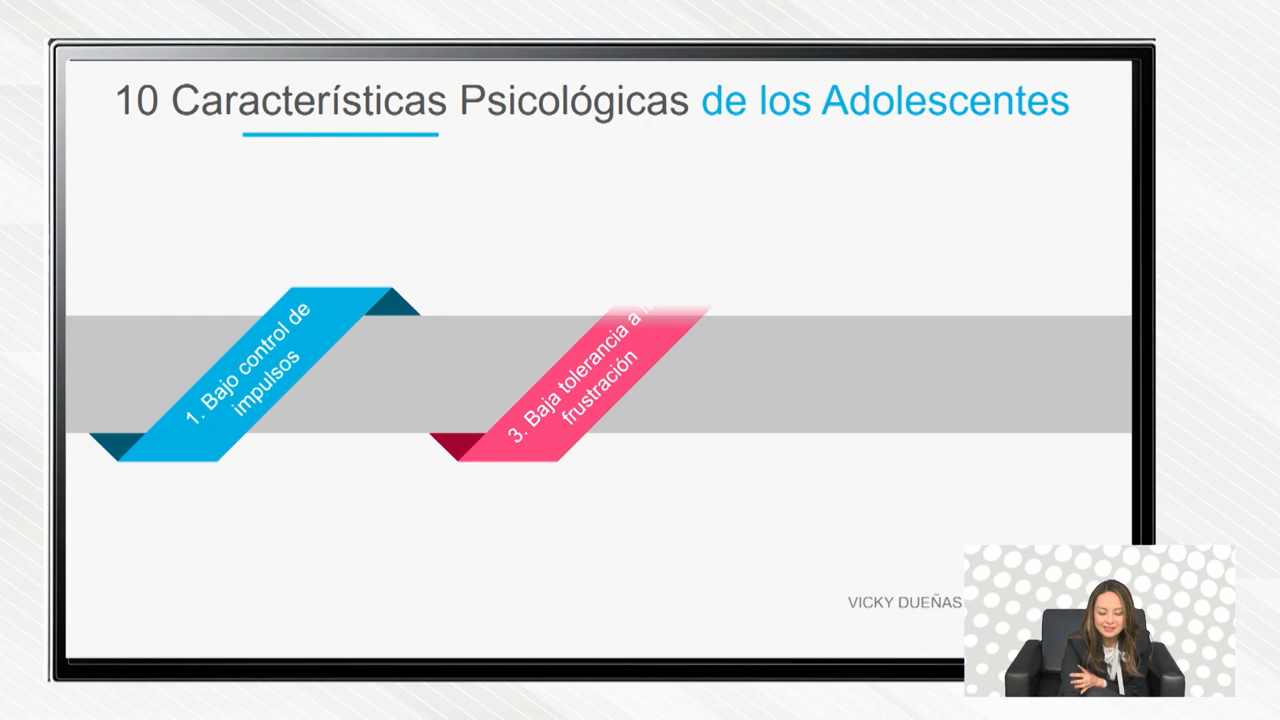 10 Características Psicológicas de los Adolescentes
1. Bajo control de
impulsos
3. Baja tolerancia a
frustración
VICKY DUEÑAS